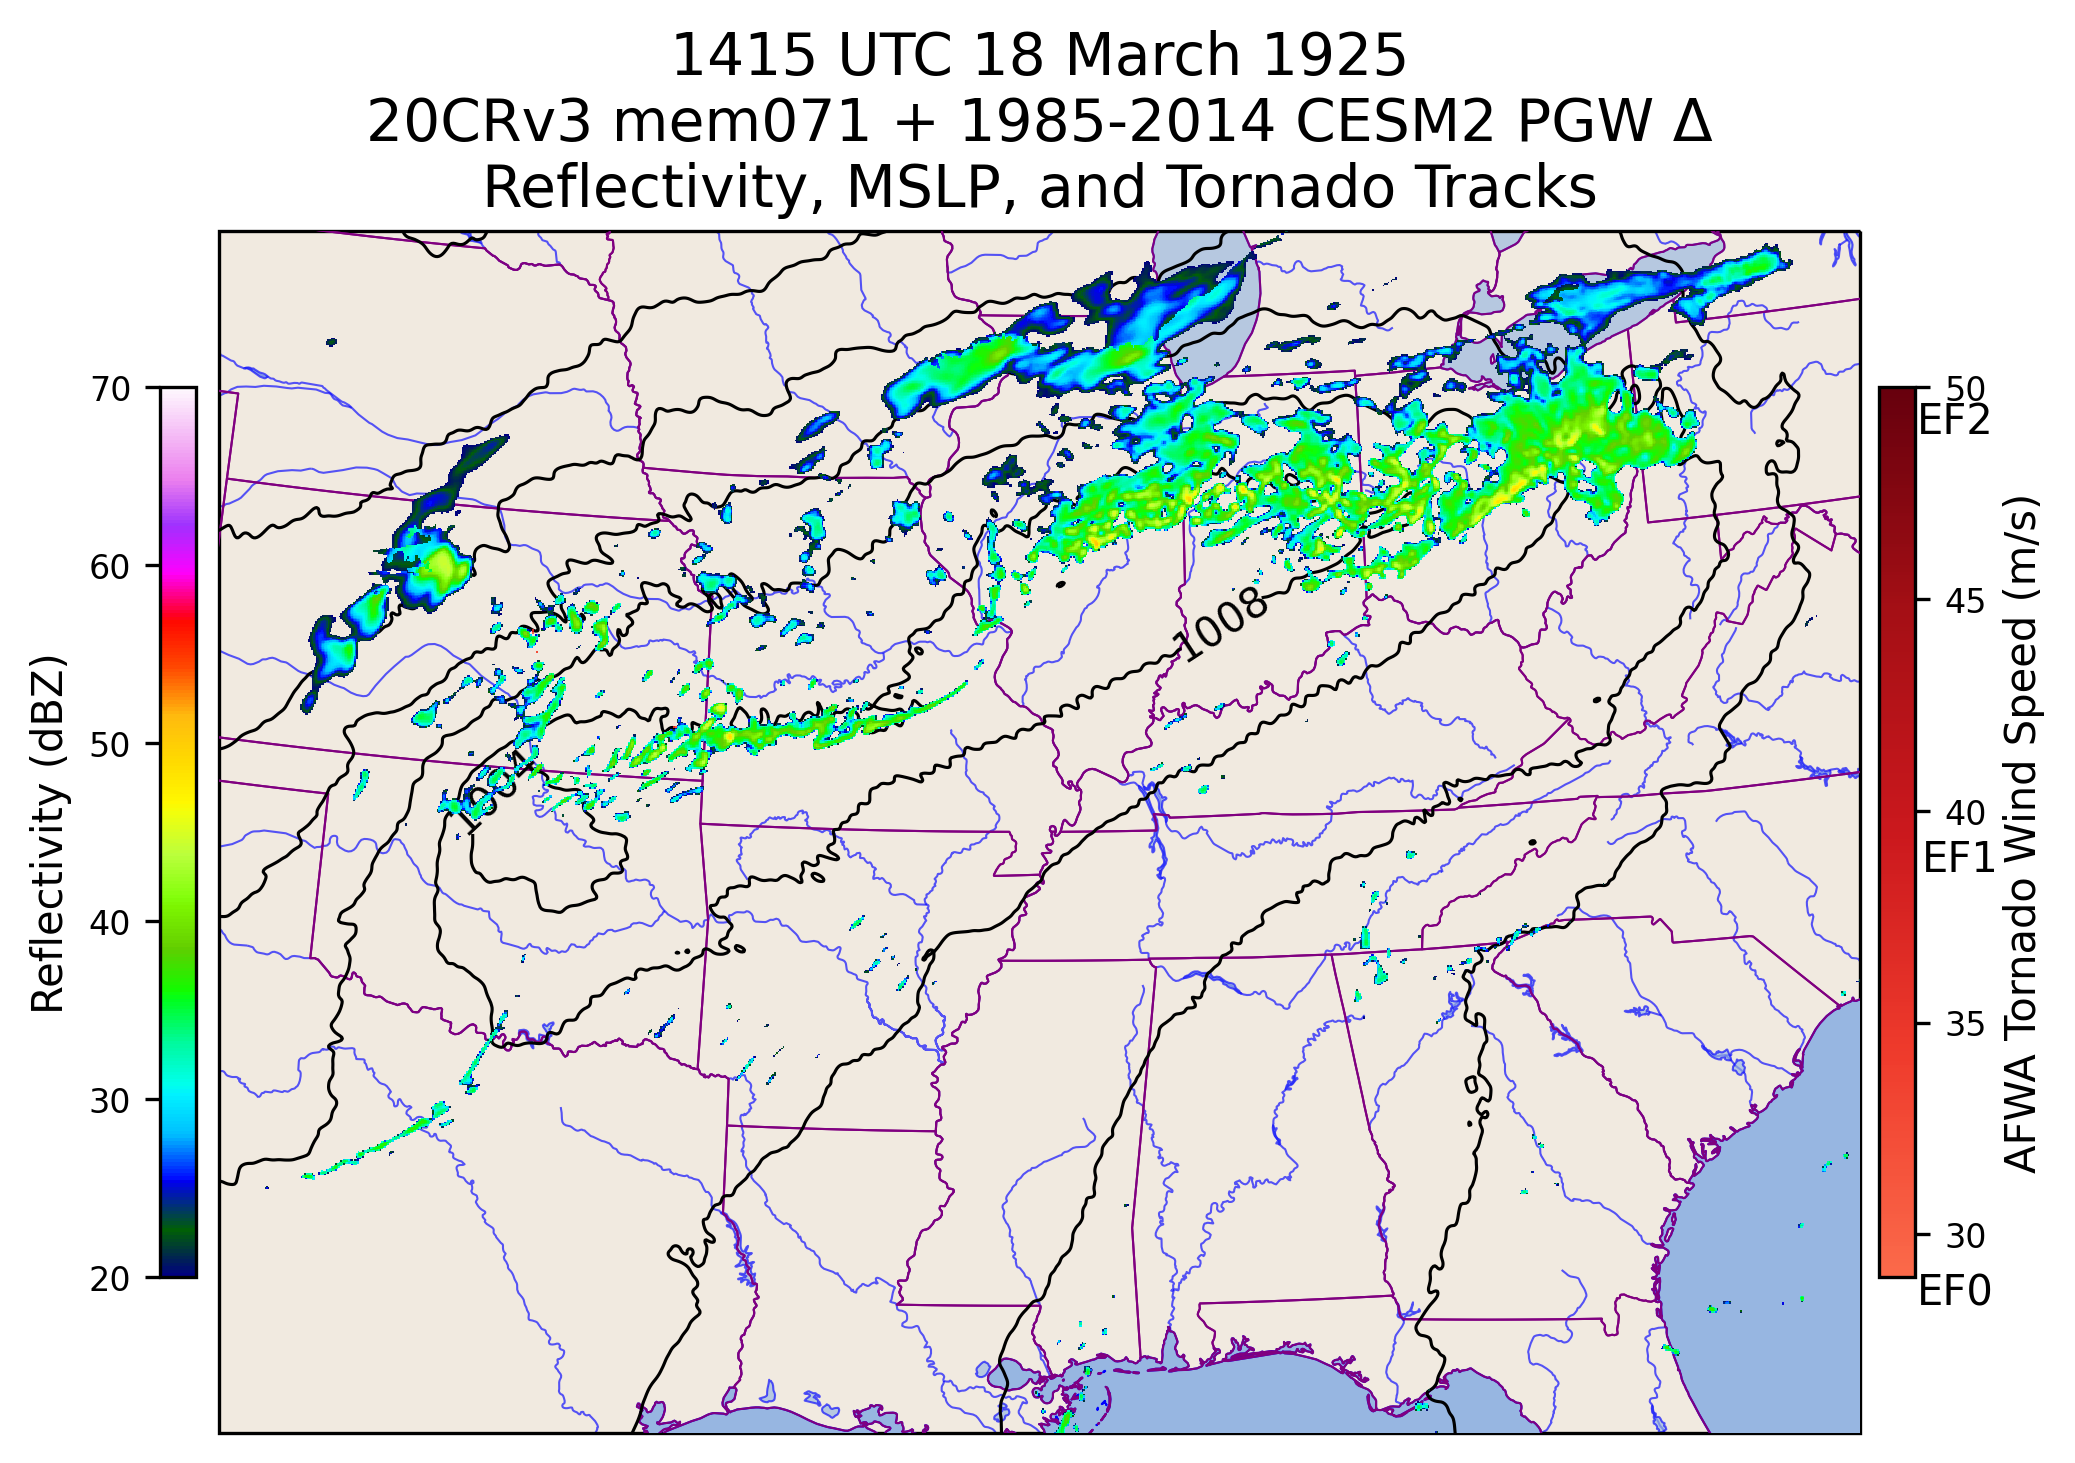 1415 UTC 18 March 1925
20CRv3 mem071 + 1985-2014 CESM2 PGW Δ
Reflectivity, MSLP, and Tornado Tracks
70
60
50
40
30
20
Reflectivity (dBZ)
1008
1004
50
EF2
45
40
EF1
35
30
EF0
AFWA Tornado Wind Speed (m/s)